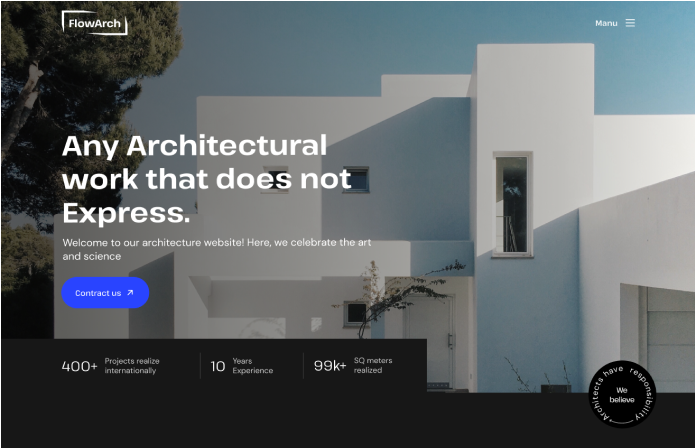 FlowArch
Manu
Any Architectural
work that does not
Express.
Welcome to our architecture website! Here, we celebrate the art
and science
Contract us
400+
Projects realize
internationally
10
Years
Experience
99k+
SQ meters
realized
Architects have responsibility
We
believe